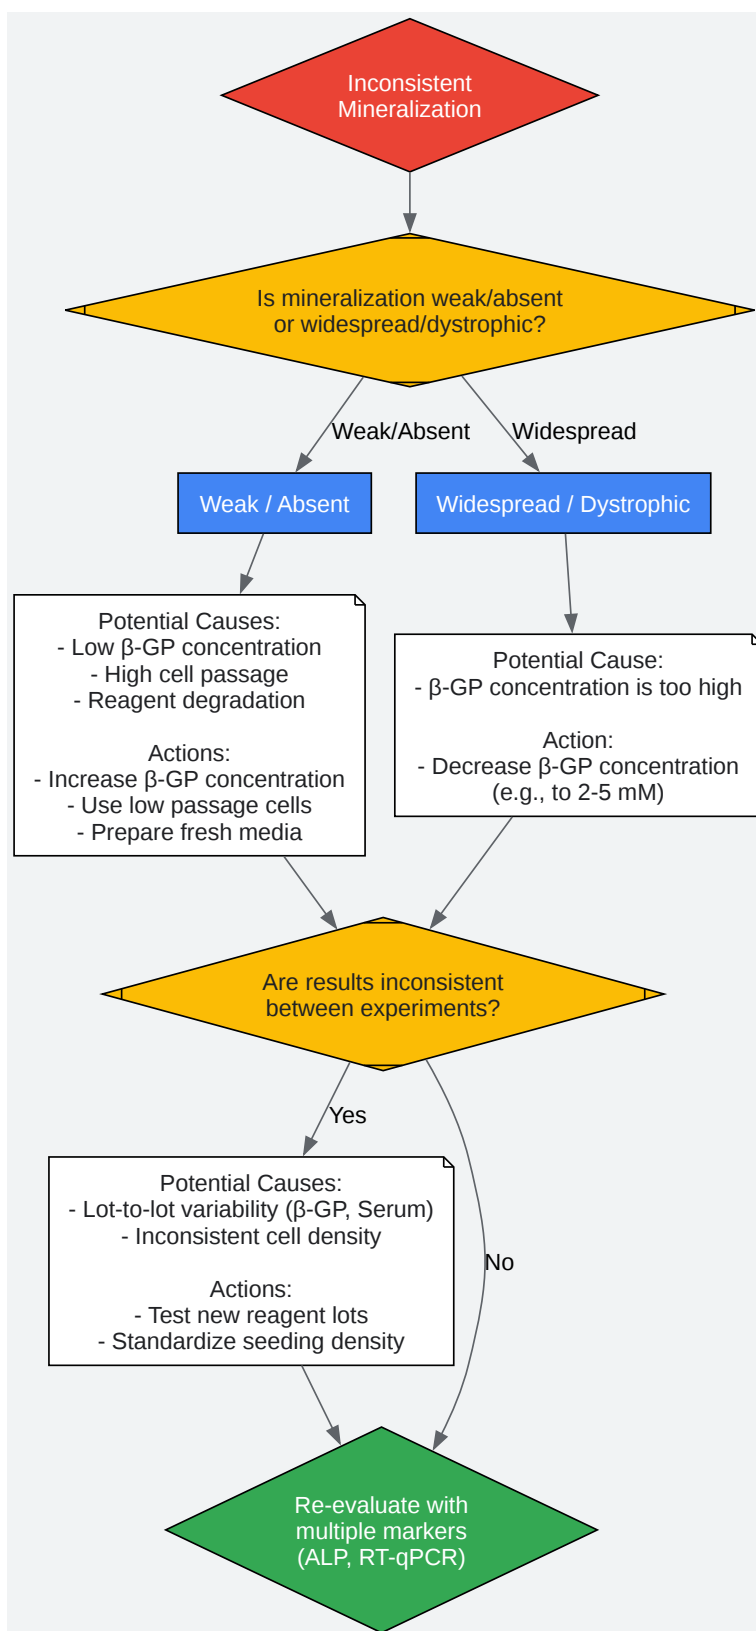 Inconsistent
Mineralization
Is mineralization weak/absent
or widespread/dystrophic?
Weak/Absent
Widespread
Weak / Absent
Widespread / Dystrophic
Potential Causes:
- Low β-GP concentration
- High cell passage
- Reagent degradation
Actions:
- Increase β-GP concentration
- Use low passage cells
- Prepare fresh media
Potential Cause:
- β-GP concentration is too high
Action:
- Decrease β-GP concentration
(e.g., to 2-5 mM)
Are results inconsistent
between experiments?
Yes
No
Potential Causes:
- Lot-to-lot variability (β-GP, Serum)
- Inconsistent cell density
Actions:
- Test new reagent lots
- Standardize seeding density
Re-evaluate with
multiple markers
(ALP, RT-qPCR)